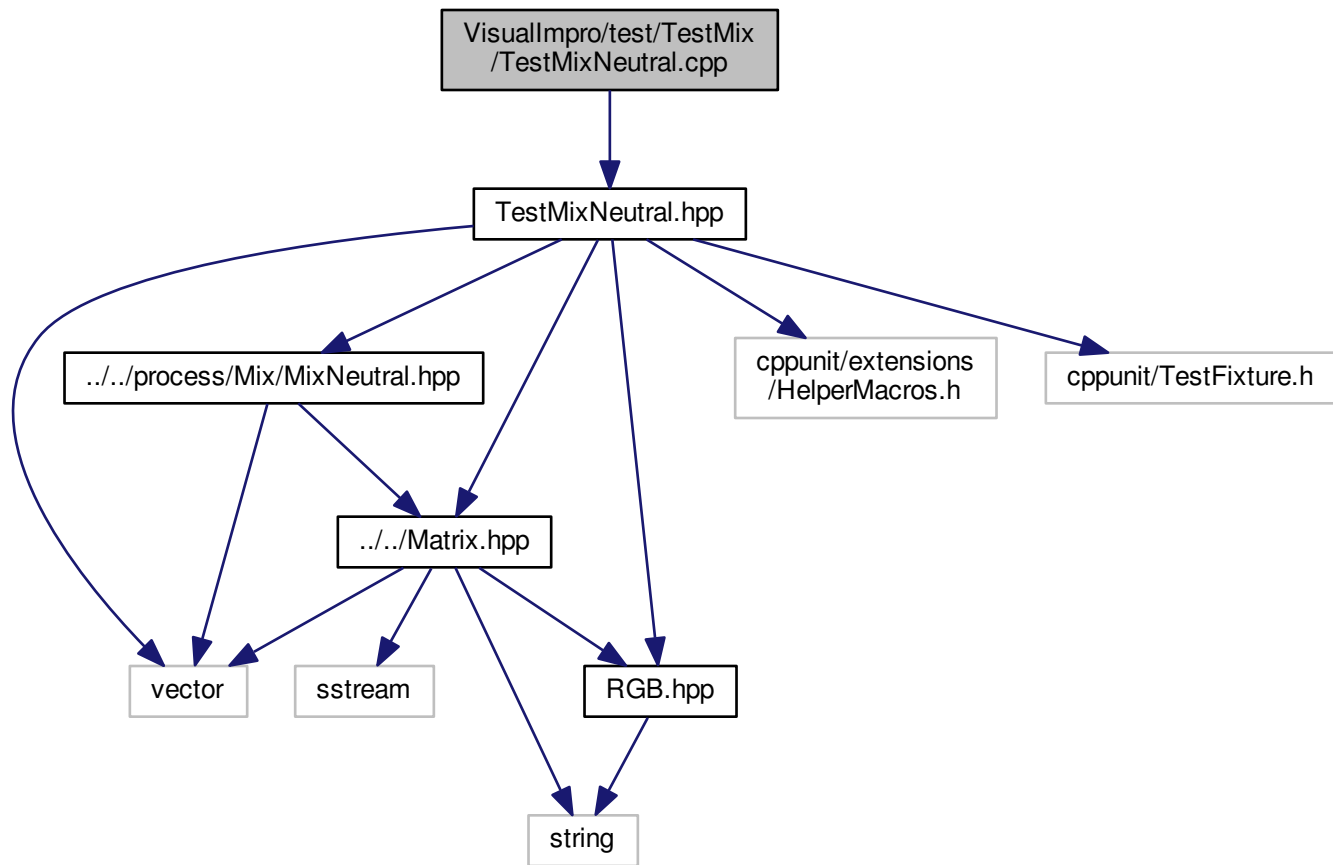 VisualImpro/test/TestMix
/TestMixNeutral.cpp
TestMixNeutral.hpp
../../process/Mix/MixNeutral.hpp
cppunit/extensions
/HelperMacros.h
cppunit/TestFixture.h
../../Matrix.hpp
vector
sstream
RGB.hpp
string